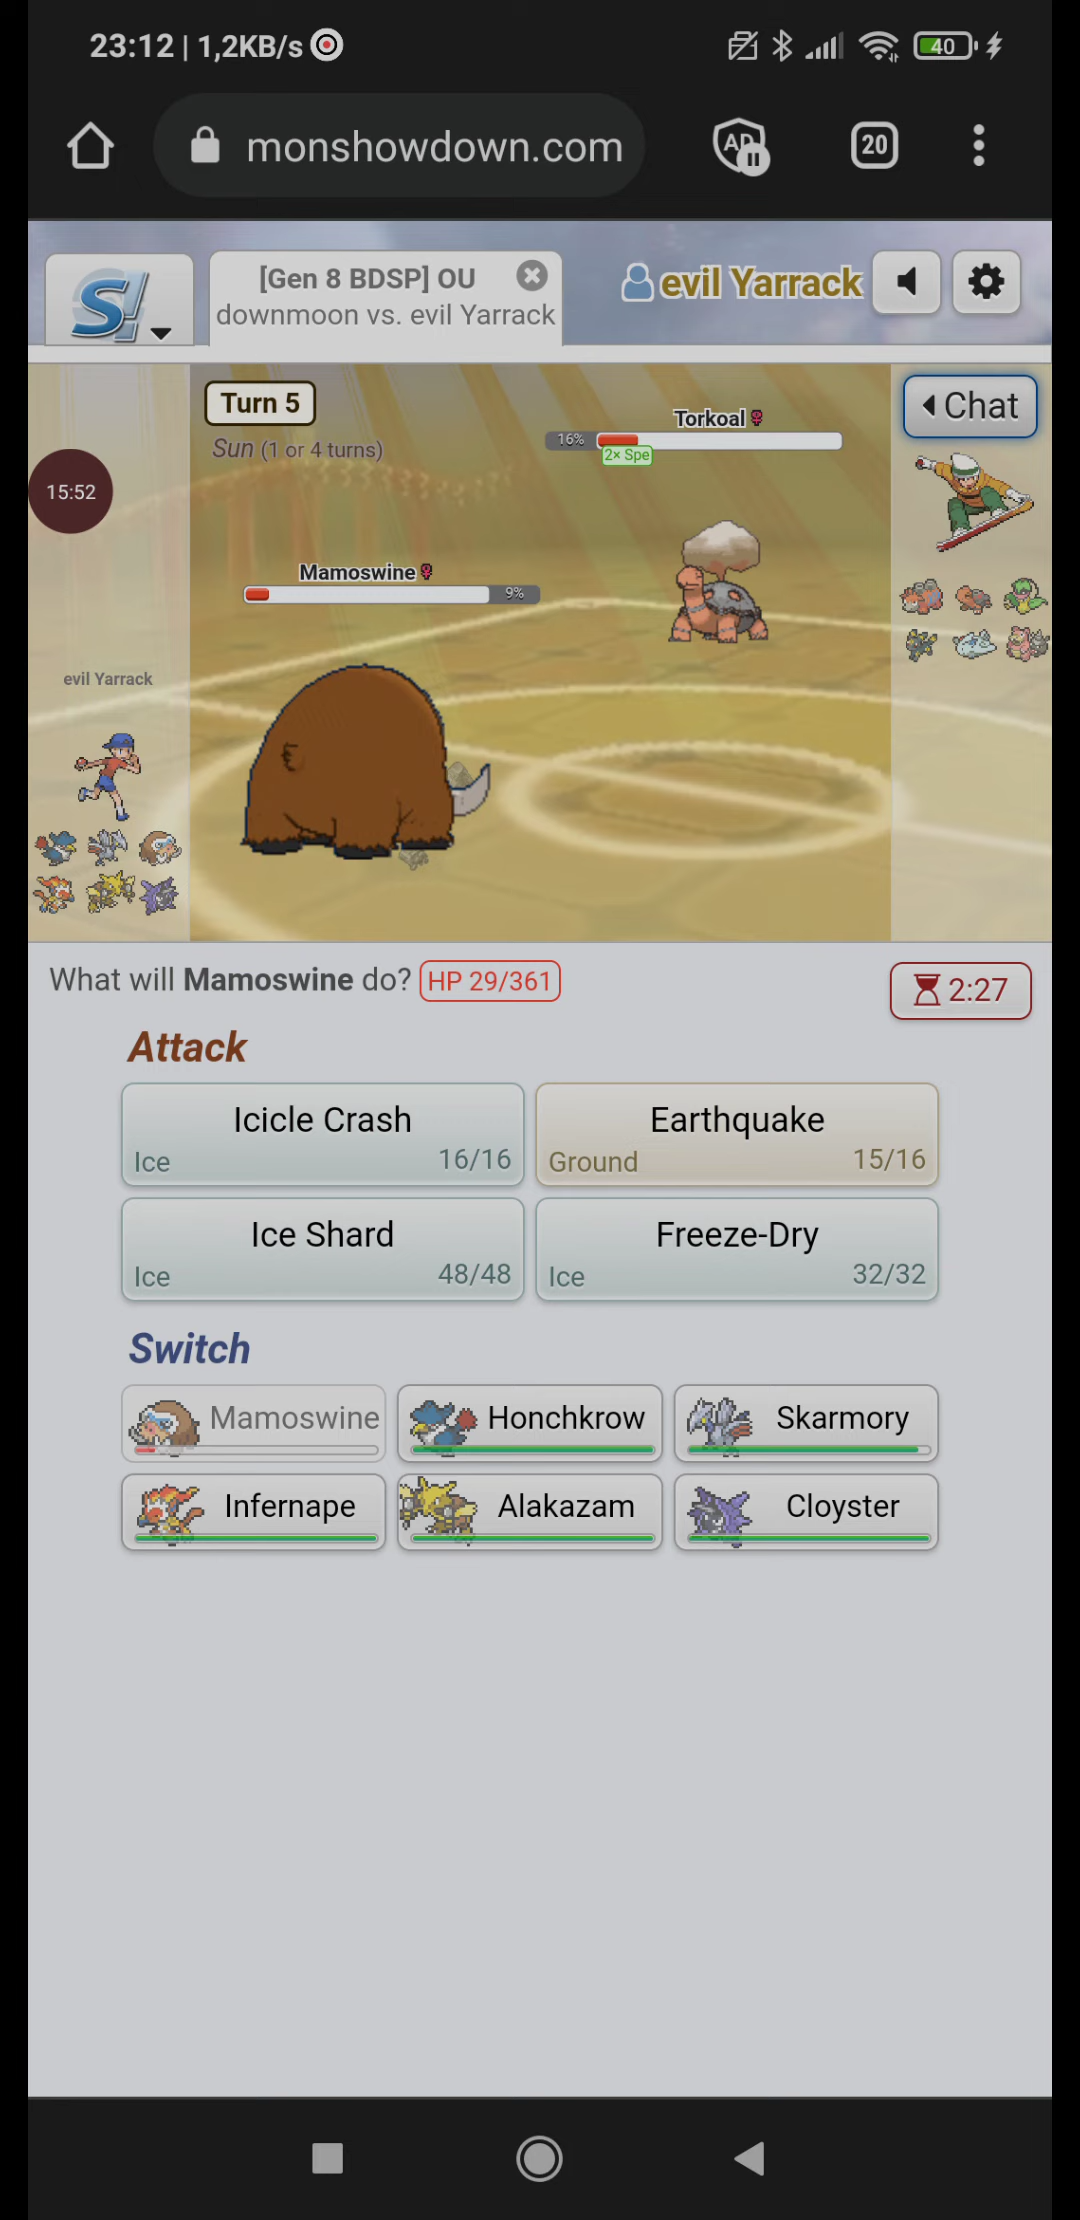 23:12 | 1,2KB/s
40
monshowdown.com
AD
20
S!
[Gen 8 BDSP] OU
downmoon vs. evil Yarrack
evil Yarrack
Turn 5
Sun (1 or 4 turns)
Torkoal
16%
2× Spe
Chat
15:52
Mamoswine
9%
evil Yarrack
What will Mamoswine do? HP 29/361
2:27
Attack
Icicle Crash
Ice 16/16
Earthquake
Ground 15/16
Ice Shard
Ice 48/48
Freeze-Dry
Ice 32/32
Switch
Mamoswine
Honchkrow
Skarmory
Infernape
Alakazam
Cloyster